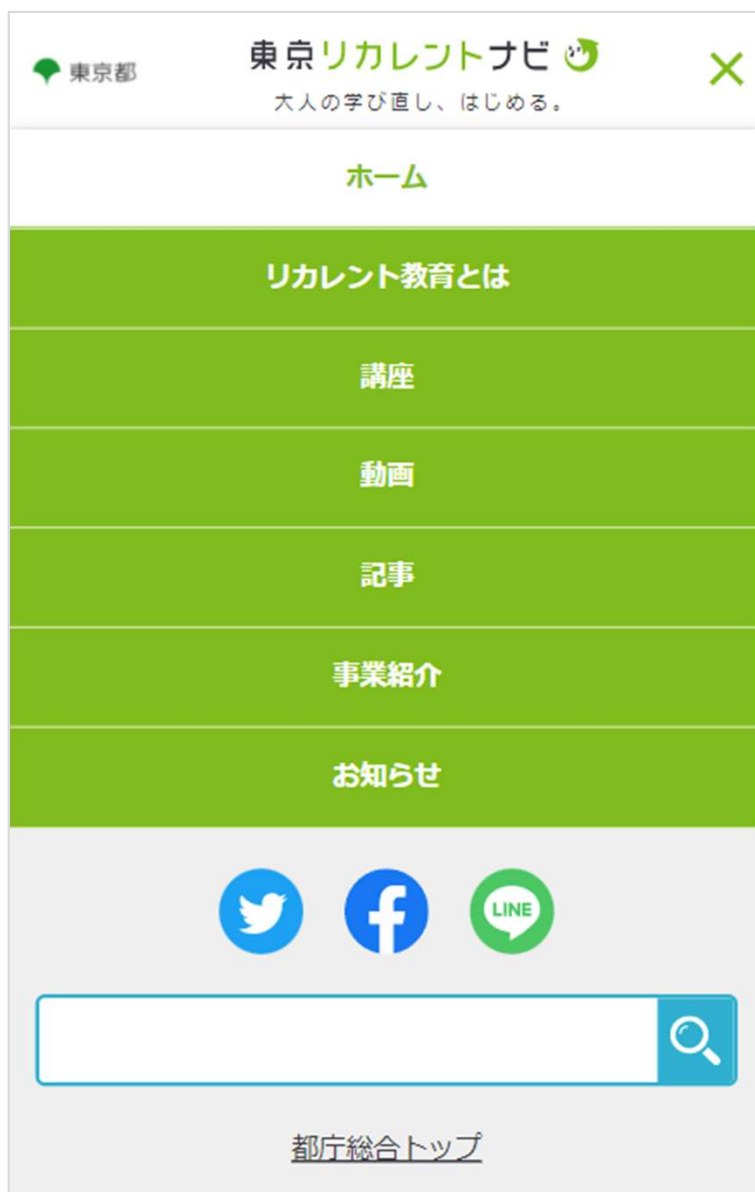 東京都
東京リカレントナビ
大人の学び直し、はじめる。
ホーム
リカレント教育とは
講座
動画
記事
事業紹介
お知らせ
LINE
都庁総合トップ